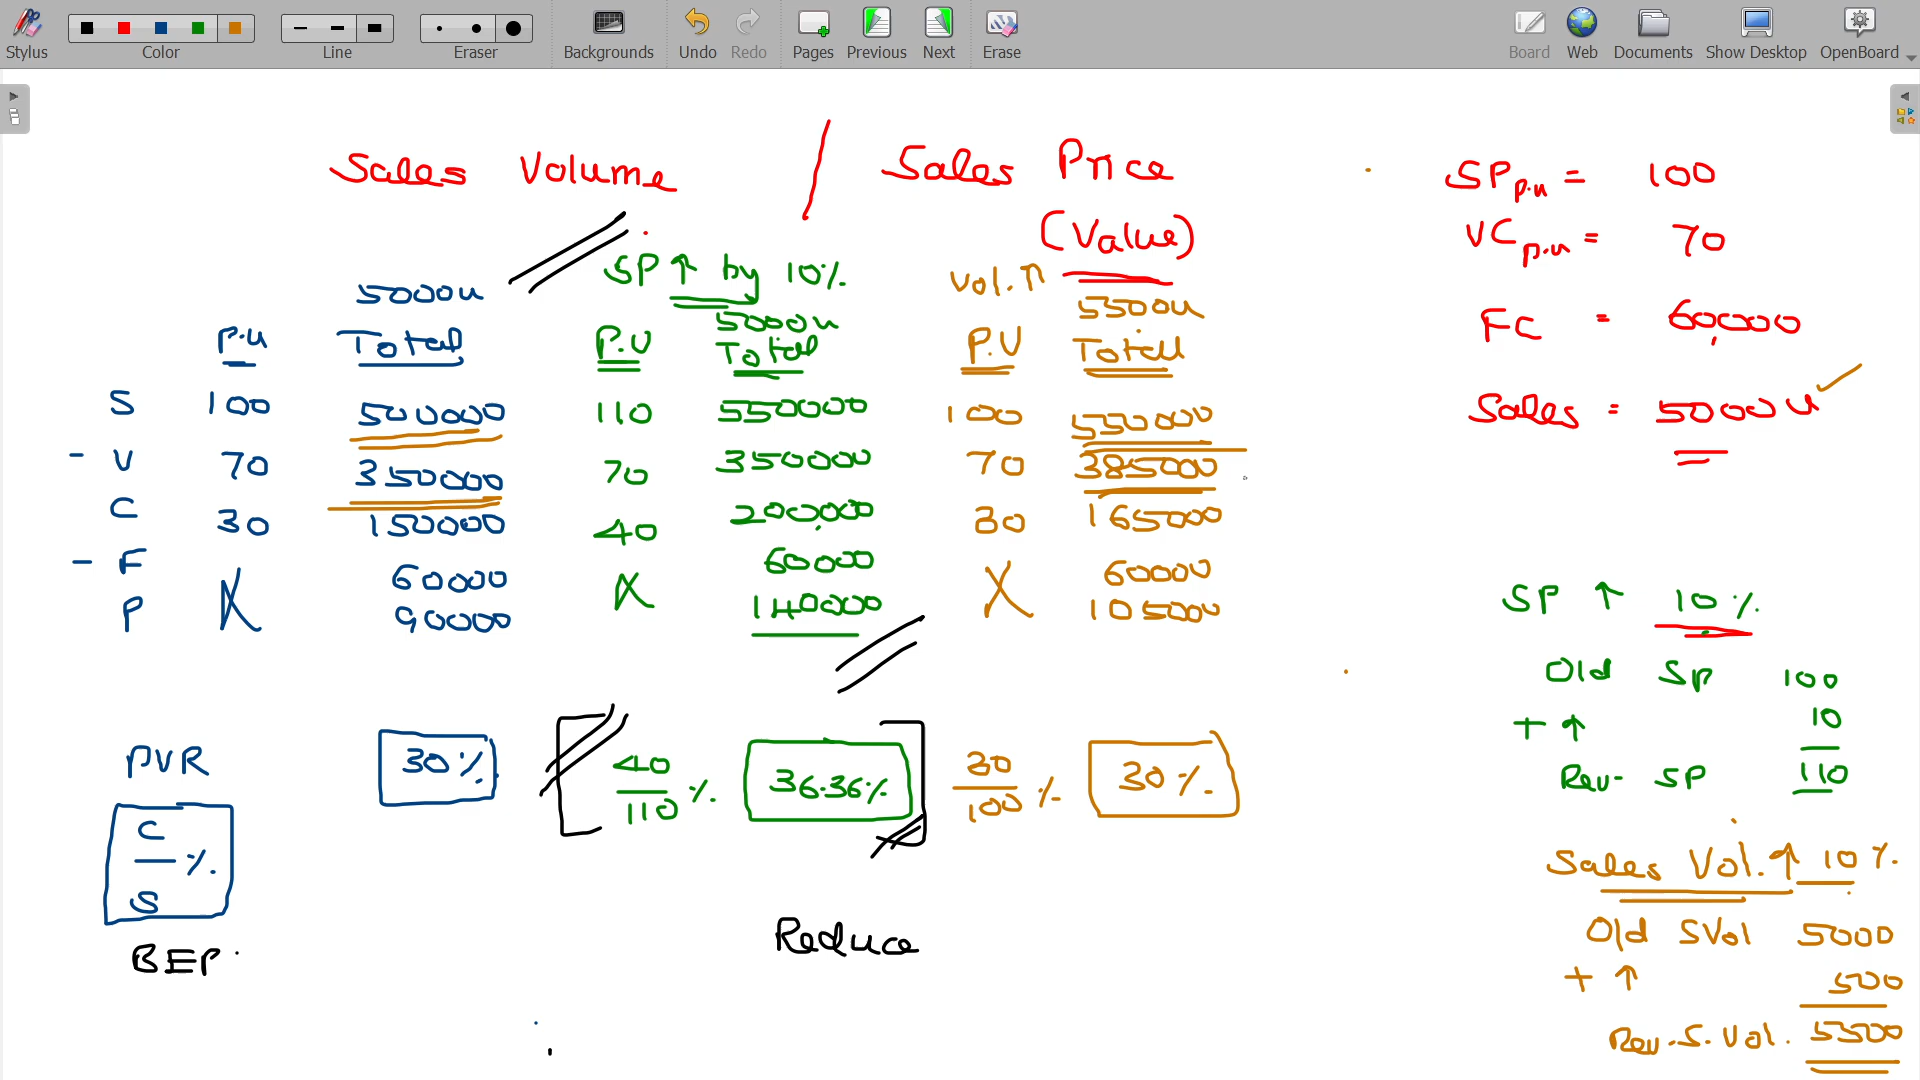 Stylus Color Line Eraser Backgrounds Undo Redo Pages Previous Next Erase Board Web Documents Show Desktop OpenBoard
Sales Volume / Sales Price
(Value)
SP ↑ by 10%
Vol. ↑
5000u 5000u 5500u
P.U Total P.U Total P.U Total
S 100 500000 110 550000 100 550000
- V 70 350000 70 350000 70 385000
C 30 150000 40 200000 30 165000
- F 60000 60000 60000
P X 90000 X 140000 X 105000
PVR 30% 40/110 % 36.36% 30/100 % 30%
C/S %
BEP Reduce
SP p.u = 100
VC p.u = 70
FC = 60000
Sales = 5000u ✓
SP ↑ 10%
Old SP 100
+ ↑ 10
Rev. SP 110
Sales Vol. ↑ 10%
Old SVol 5000
+ ↑ 500
Rev. S. Vol. 5500